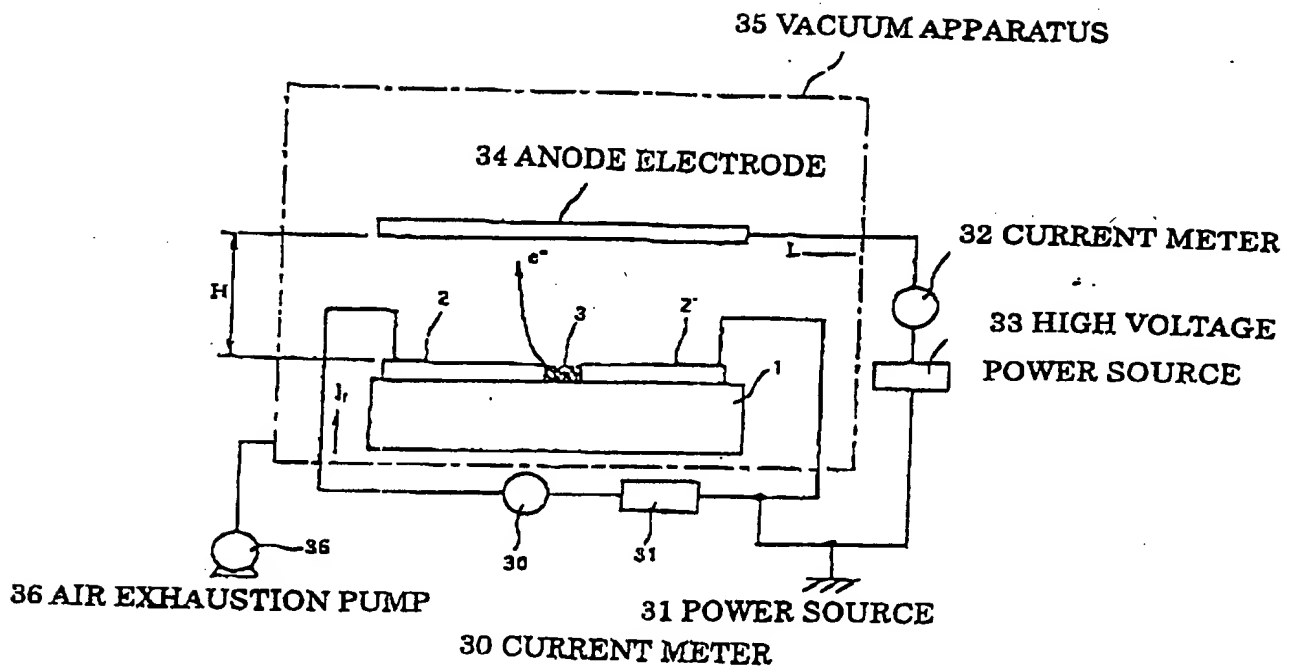 35 VACUUM APPARATUS
34 ANODE ELECTRODE
32 CURRENT METER
e⁻
H
2
3
2'
33 HIGH VOLTAGE
POWER SOURCE
1
30
31
36
36 AIR EXHAUSTION PUMP
31 POWER SOURCE
30 CURRENT METER